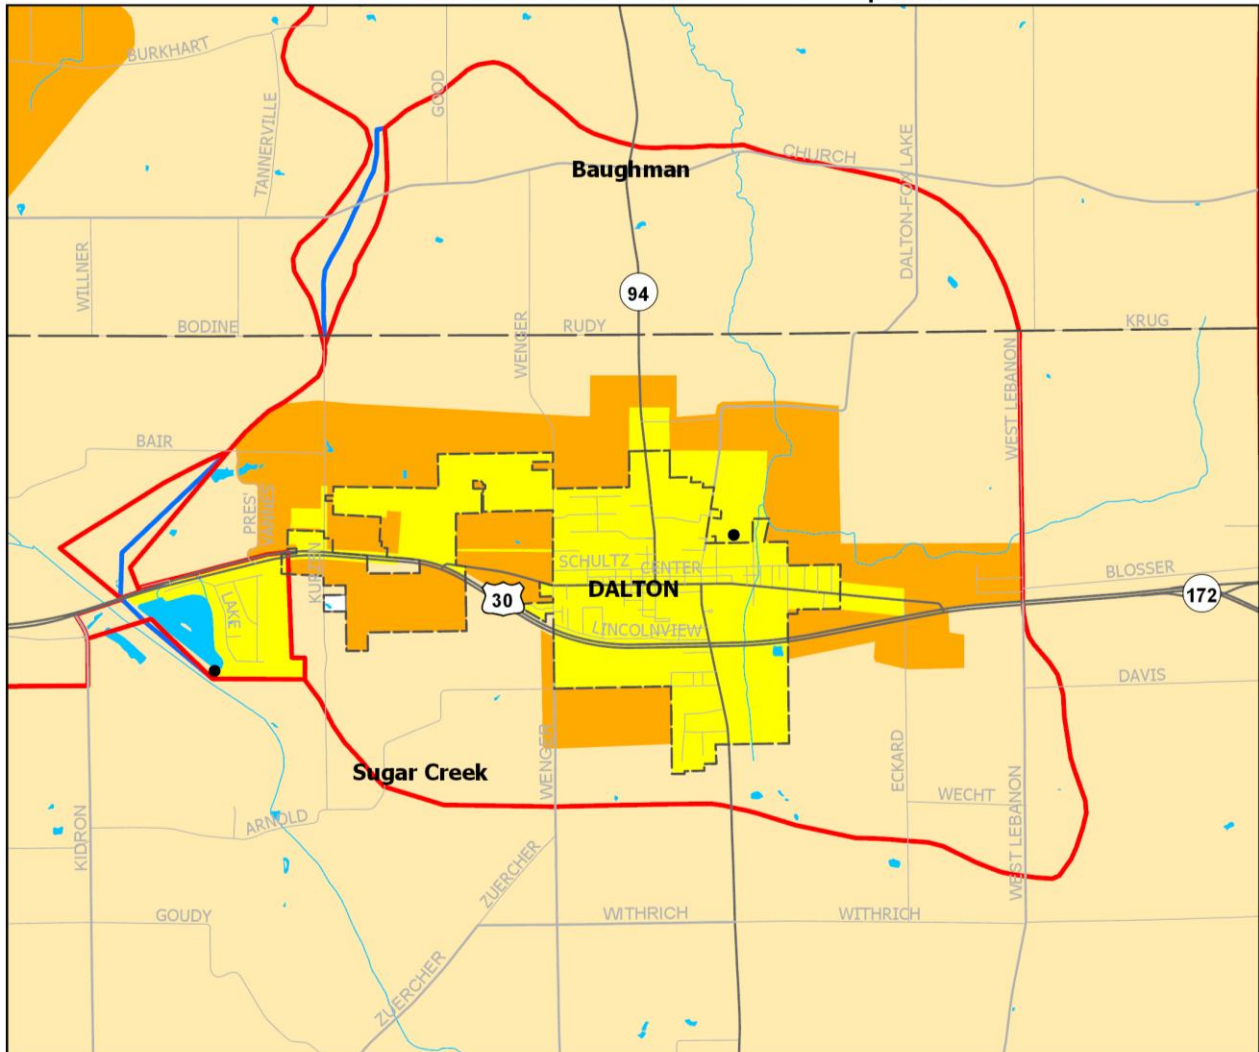 BURKHART
GOOD
TANNERVILLE
CHURCH
Baughman
DALTON-FOX LAKE
WILLNER
94
BODINE
RUDY
KRUG
WENGER
WEST LEBANON
BAIR
PRES'
KURZEN
SCHULTZ
CENTER
BLOSSER
LAKE
DALTON
30
172
LINCOLNVIEW
DAVIS
WENGER
Sugar Creek
ECKARD
WECHT
KIDRON
ARNOLD
WEST LEBANON
ZUERCHER
GOUDY
WITHRICH
WITHRICH
ZUERCHER